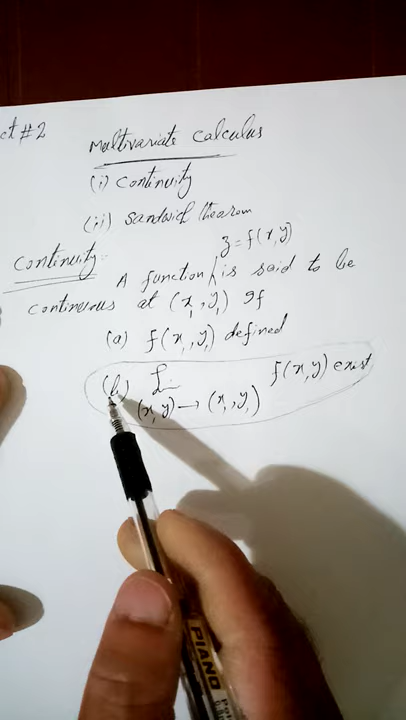 ct #2
Multivariate Calculus
(i) Continuity
(ii) Sandwich theorem
z = f(x,y)
Continuity:-
A function is said to be
continuous at (x₁,y₁) If
(a) f(x₁,y₁) defined
(b) L f(x,y) exist
(x,y) → (x₁,y₁)
PIANO